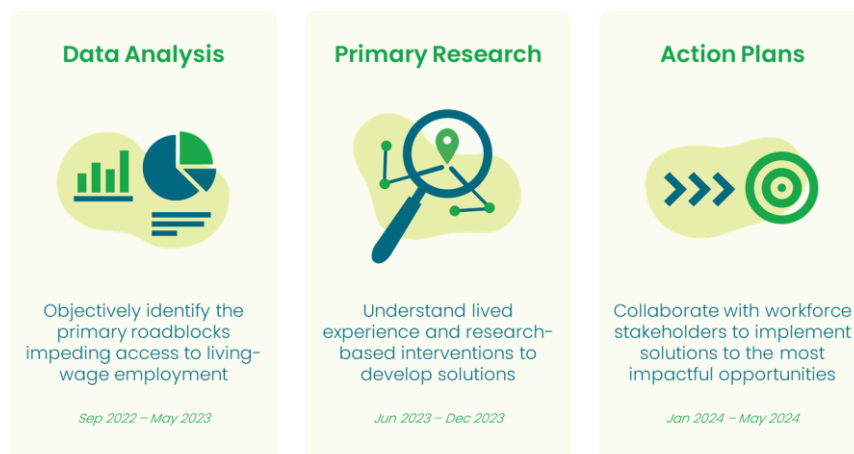 Data Analysis
Objectively identify the
primary roadblocks
impeding access to living-
wage employment
Sep 2022 – May 2023
Primary Research
Understand lived
experience and research-
based interventions to
develop solutions
Jun 2023 – Dec 2023
Action Plans
Collaborate with workforce
stakeholders to implement
solutions to the most
impactful opportunities
Jan 2024 – May 2024